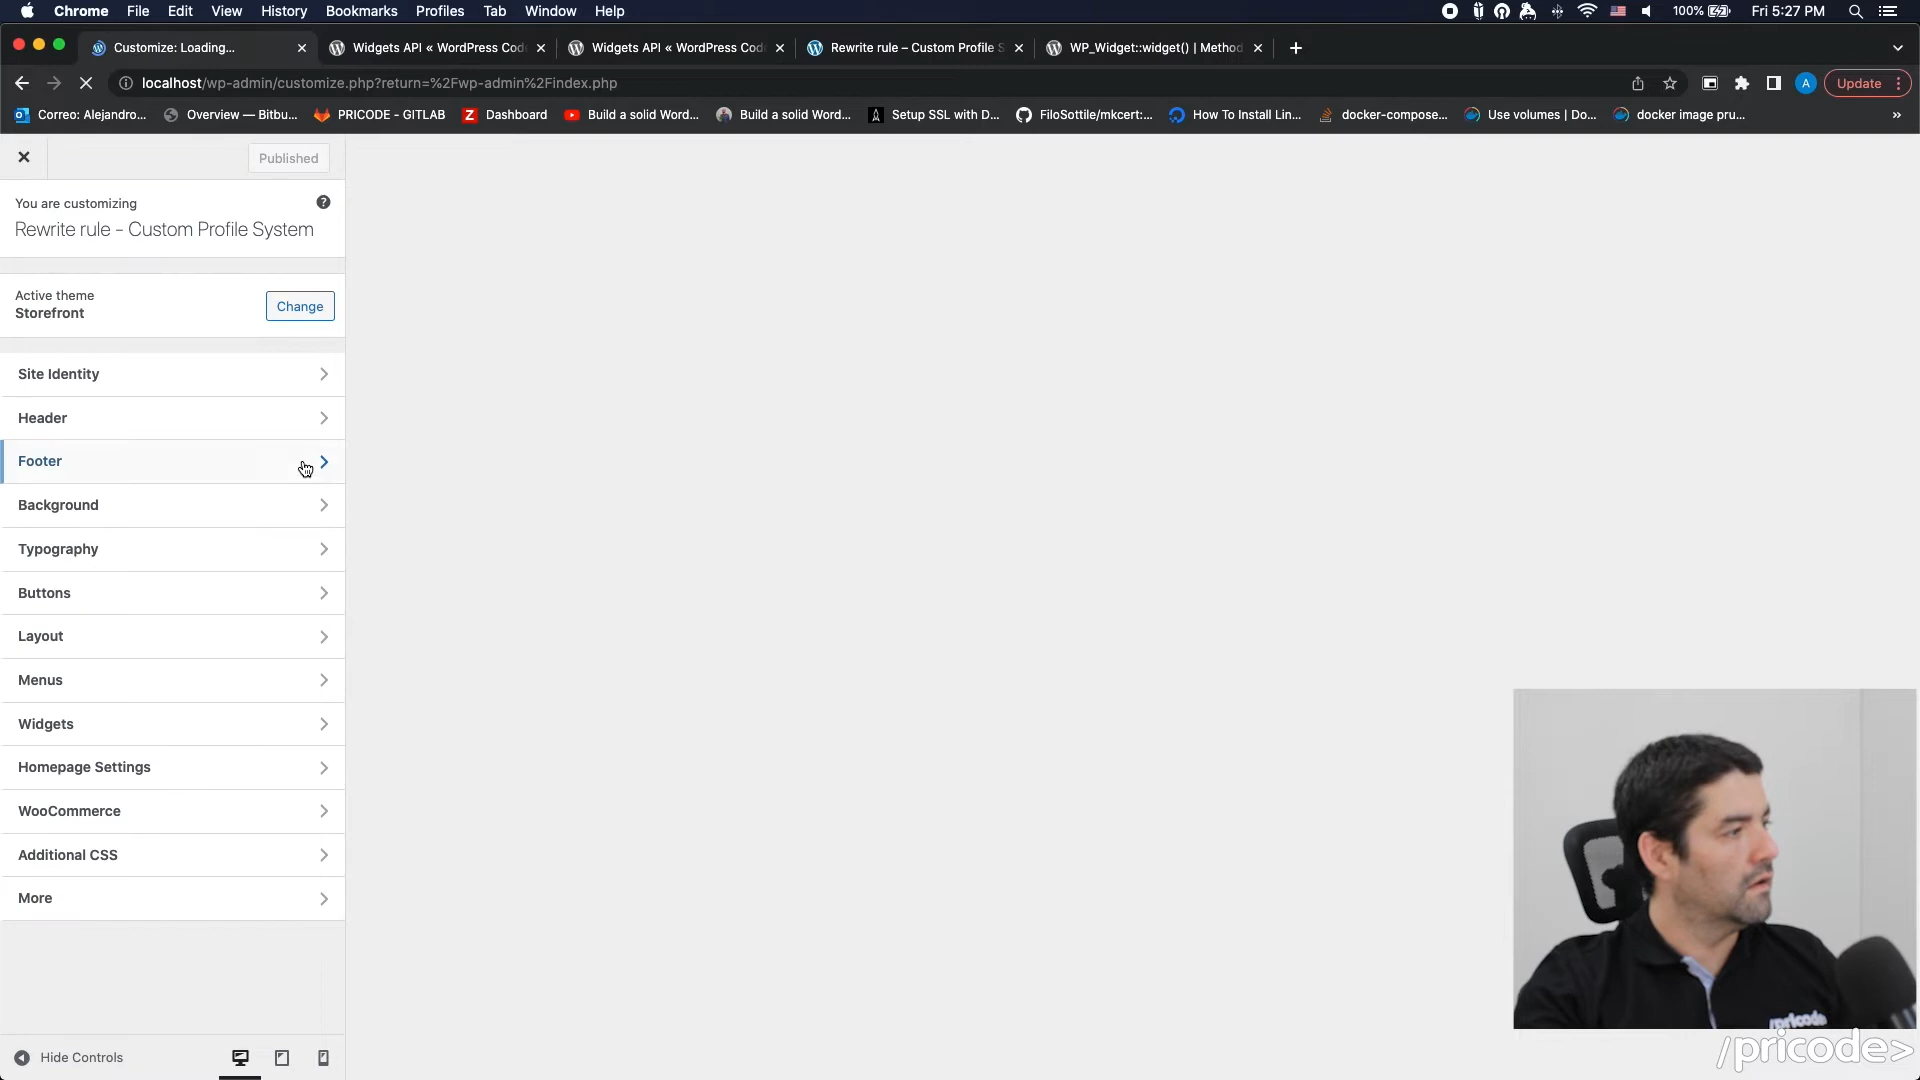 Chrome File Edit View History Bookmarks Profiles Tab Window Help 100% Fri 5:27 PM
Customize: Loading... Widgets API « WordPress Cod Widgets API « WordPress Cod Rewrite rule – Custom Profile S WP_Widget::widget() | Method
localhost/wp-admin/customize.php?return=%2Fwp-admin%2Findex.php A Update
Correo: Alejandro... Overview — Bitbu... PRICODE - GITLAB Dashboard Build a solid Word... Build a solid Word... Setup SSL with D... FiloSottile/mkcert:... How To Install Lin... docker-compose... Use volumes | Do... docker image pru... »
Published
You are customizing
Rewrite rule – Custom Profile System
Active theme
Storefront
Change
Site Identity
Header
Footer
Background
Typography
Buttons
Layout
Menus
Widgets
Homepage Settings
WooCommerce
Additional CSS
More
Hide Controls
/pricode
/pricode>